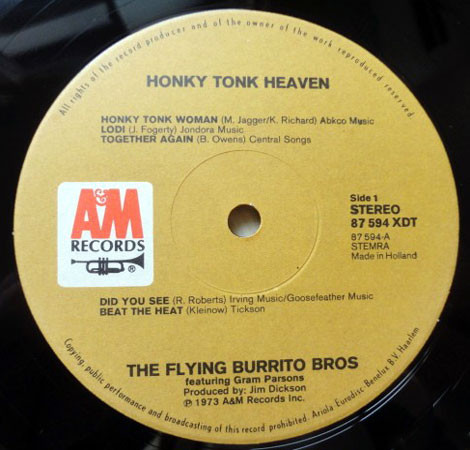 All rights of the record producer and of the owner of the work reproduced reserved
HONKY TONK HEAVEN
HONKY TONK WOMAN (M. Jagger/K. Richard) Abkco Music
LODI (J. Fogerty) Jondora Music
TOGETHER AGAIN (B. Owens) Central Songs
A&M
RECORDS
®
Side 1
STEREO
87 594 XDT
87 594-A
STEMRA
Made in Holland
DID YOU SEE (R. Roberts) Irving Music/Goosefeather Music
BEAT THE HEAT (Kleinow) Tickson
THE FLYING BURRITO BROS
featuring Gram Parsons
Produced by: Jim Dickson
℗ 1973 A&M Records Inc.
Copying, public performance and broadcasting of this record prohibited. Ariola Eurodisc Benelux B.V. Haarlem